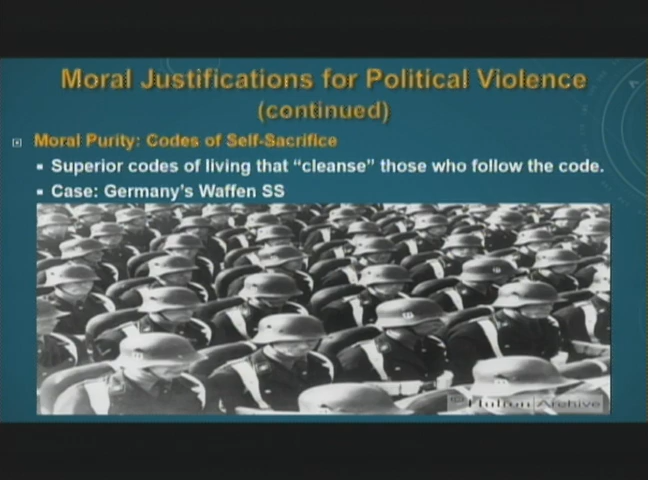 Moral Justifications for Political Violence
(continued)
Moral Purity: Codes of Self-Sacrifice
Superior codes of living that “cleanse” those who follow the code.
Case: Germany’s Waffen SS
Hulton Archive